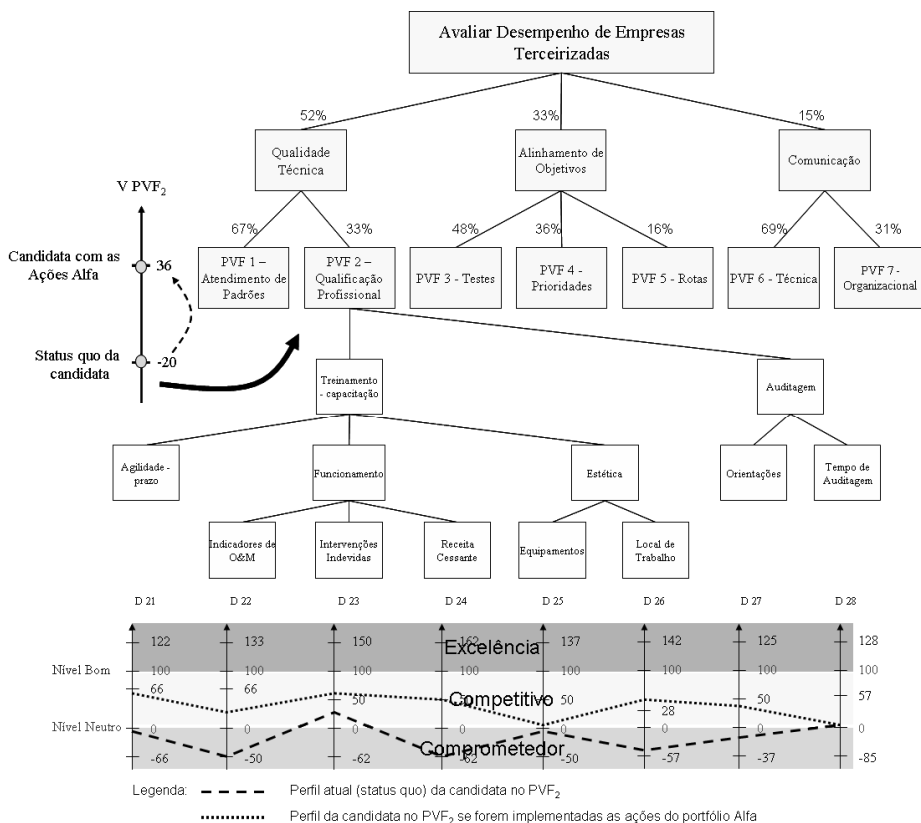 Avaliar Desempenho de Empresas
Terceirizadas
52%
33%
15%
Qualidade
Técnica
Alinhamento de
Objetivos
Comunicação
V PVF2
67%
33%
48%
36%
16%
69%
31%
Candidata com as
Ações Alfa
36
PVF 1 –
Atendimento de
Padrões
PVF 2 –
Qualificação
Profissional
PVF 3 - Testes
PVF 4 -
Prioridades
PVF 5 - Rotas
PVF 6 - Técnica
PVF 7-
Organizacional
Status quo da
candidata
-20
Treinamento
- capacitação
Auditagem
Agilidade -
prazo
Funcionamento
Estética
Orientações
Tempo de
Auditagem
Indicadores de
O&M
Intervenções
Indevidas
Receita
Cessante
Equipamentos
Local de
Trabalho
D 21 D 22 D 23 D 24 D 25 D 26 D 27 D 28
122 133 150 162 137 142 125 128
Excelência
Nível Bom 100 100 100 100 100 100 100 100
66 66 50 50 50 28 50 57
Competitivo
Nível Neutro 0 0 0 0 0 0 0 0
Comprometedor
-66 -50 -62 -62 -50 -57 -37 -85
Legenda: Perfil atual (status quo) da candidata no PVF2
Perfil da candidata no PVF2 se forem implementadas as ações do portfólio Alfa